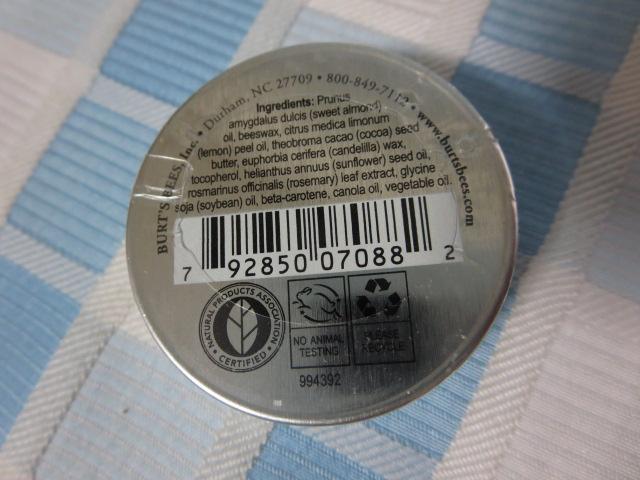 BURT'S BEES, Inc. • Durham, NC 27709 • 800-849-7112 • www.burtsbees.com
Ingredients: Prunus
amygdalus dulcis (sweet almond)
oil, beeswax, citrus medica limonum
(lemon) peel oil, theobroma cacao (cocoa) seed
butter, euphorbia cerifera (candelilla) wax,
tocopherol, helianthus annuus (sunflower) seed oil,
rosmarinus officinalis (rosemary) leaf extract, glycine
soja (soybean) oil, beta-carotene, canola oil, vegetable oil.
7 92850 07088 2
NATURAL PRODUCTS ASSOCIATION
• CERTIFIED •
NO ANIMAL
TESTING
PLEASE
RECYCLE
994392